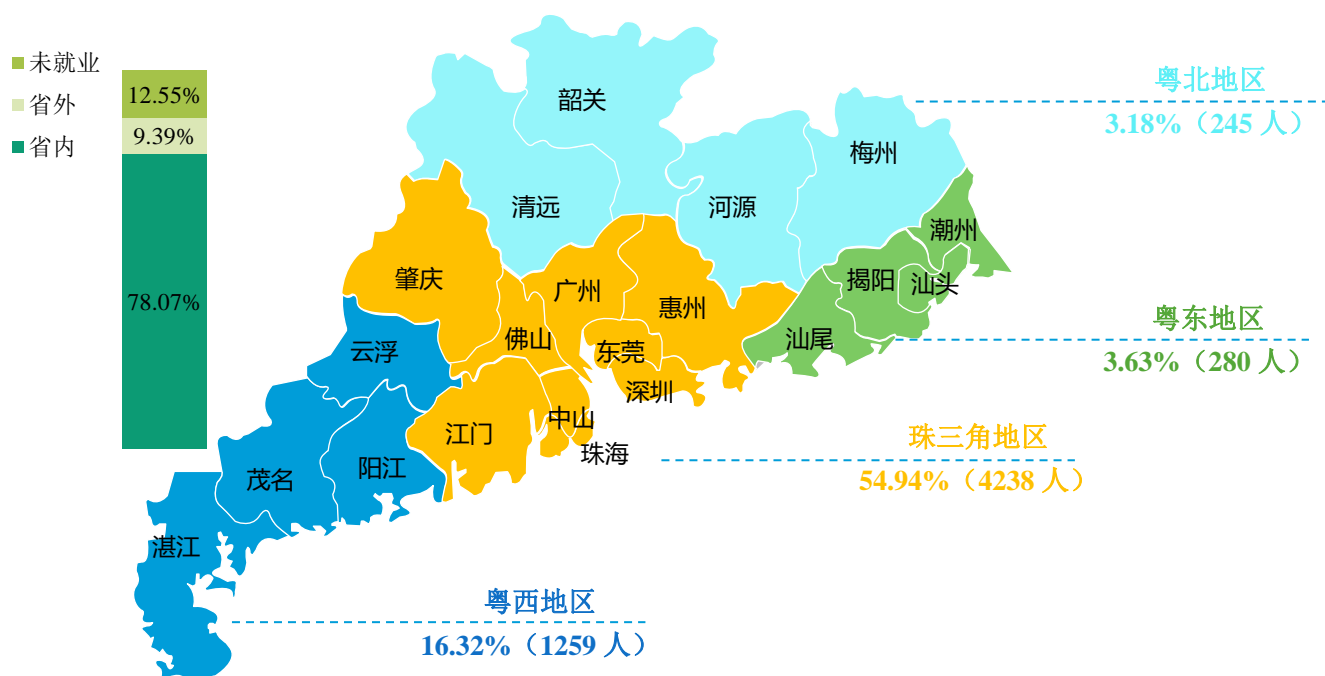 未就业
省外
省内
12.55%
9.39%
78.07%
韶关
清远
河源
梅州
潮州
揭阳
汕头
汕尾
肇庆
广州
惠州
佛山
东莞
深圳
云浮
江门
中山
珠海
茂名
阳江
湛江
粤北地区
3.18%（245 人）
粤东地区
3.63%（280 人）
珠三角地区
54.94%（4238 人）
粤西地区
16.32%（1259 人）